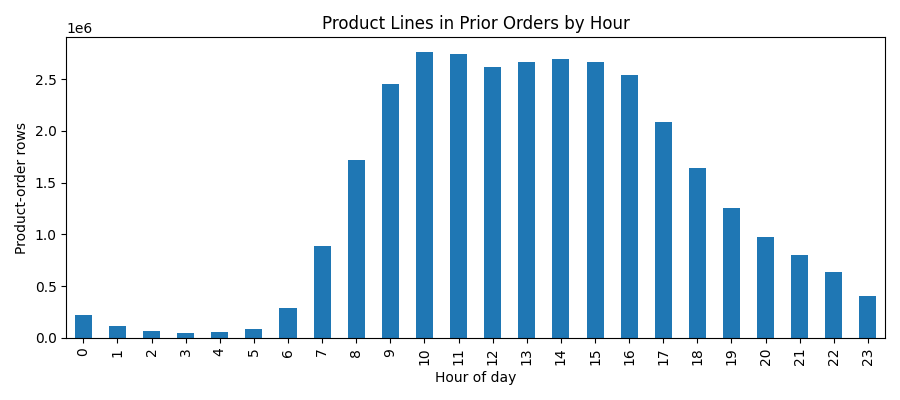 Product Lines in Prior Orders by Hour
1e6
2.5
2.0
1.5
1.0
0.5
0.0
Product-order rows
0 1 2 3 4 5 6 7 8 9 10 11 12 13 14 15 16 17 18 19 20 21 22 23
Hour of day